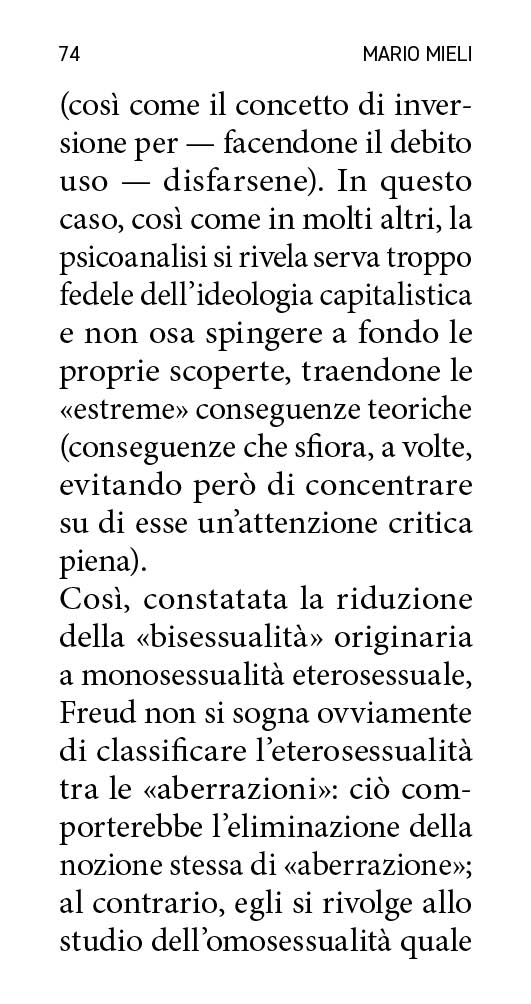 74 MARIO MIELI
(così come il concetto di inver-
sione per — facendone il debito
uso — disfarsene). In questo
caso, così come in molti altri, la
psicoanalisi si rivela serva troppo
fedele dell’ideologia capitalistica
e non osa spingere a fondo le
proprie scoperte, traendone le
«estreme» conseguenze teoriche
(conseguenze che sfiora, a volte,
evitando però di concentrare
su di esse un’attenzione critica
piena).
Così, constatata la riduzione
della «bisessualità» originaria
a monosessualità eterosessuale,
Freud non si sogna ovviamente
di classificare l’eterosessualità
tra le «aberrazioni»: ciò com-
porterebbe l’eliminazione della
nozione stessa di «aberrazione»;
al contrario, egli si rivolge allo
studio dell’omosessualità quale